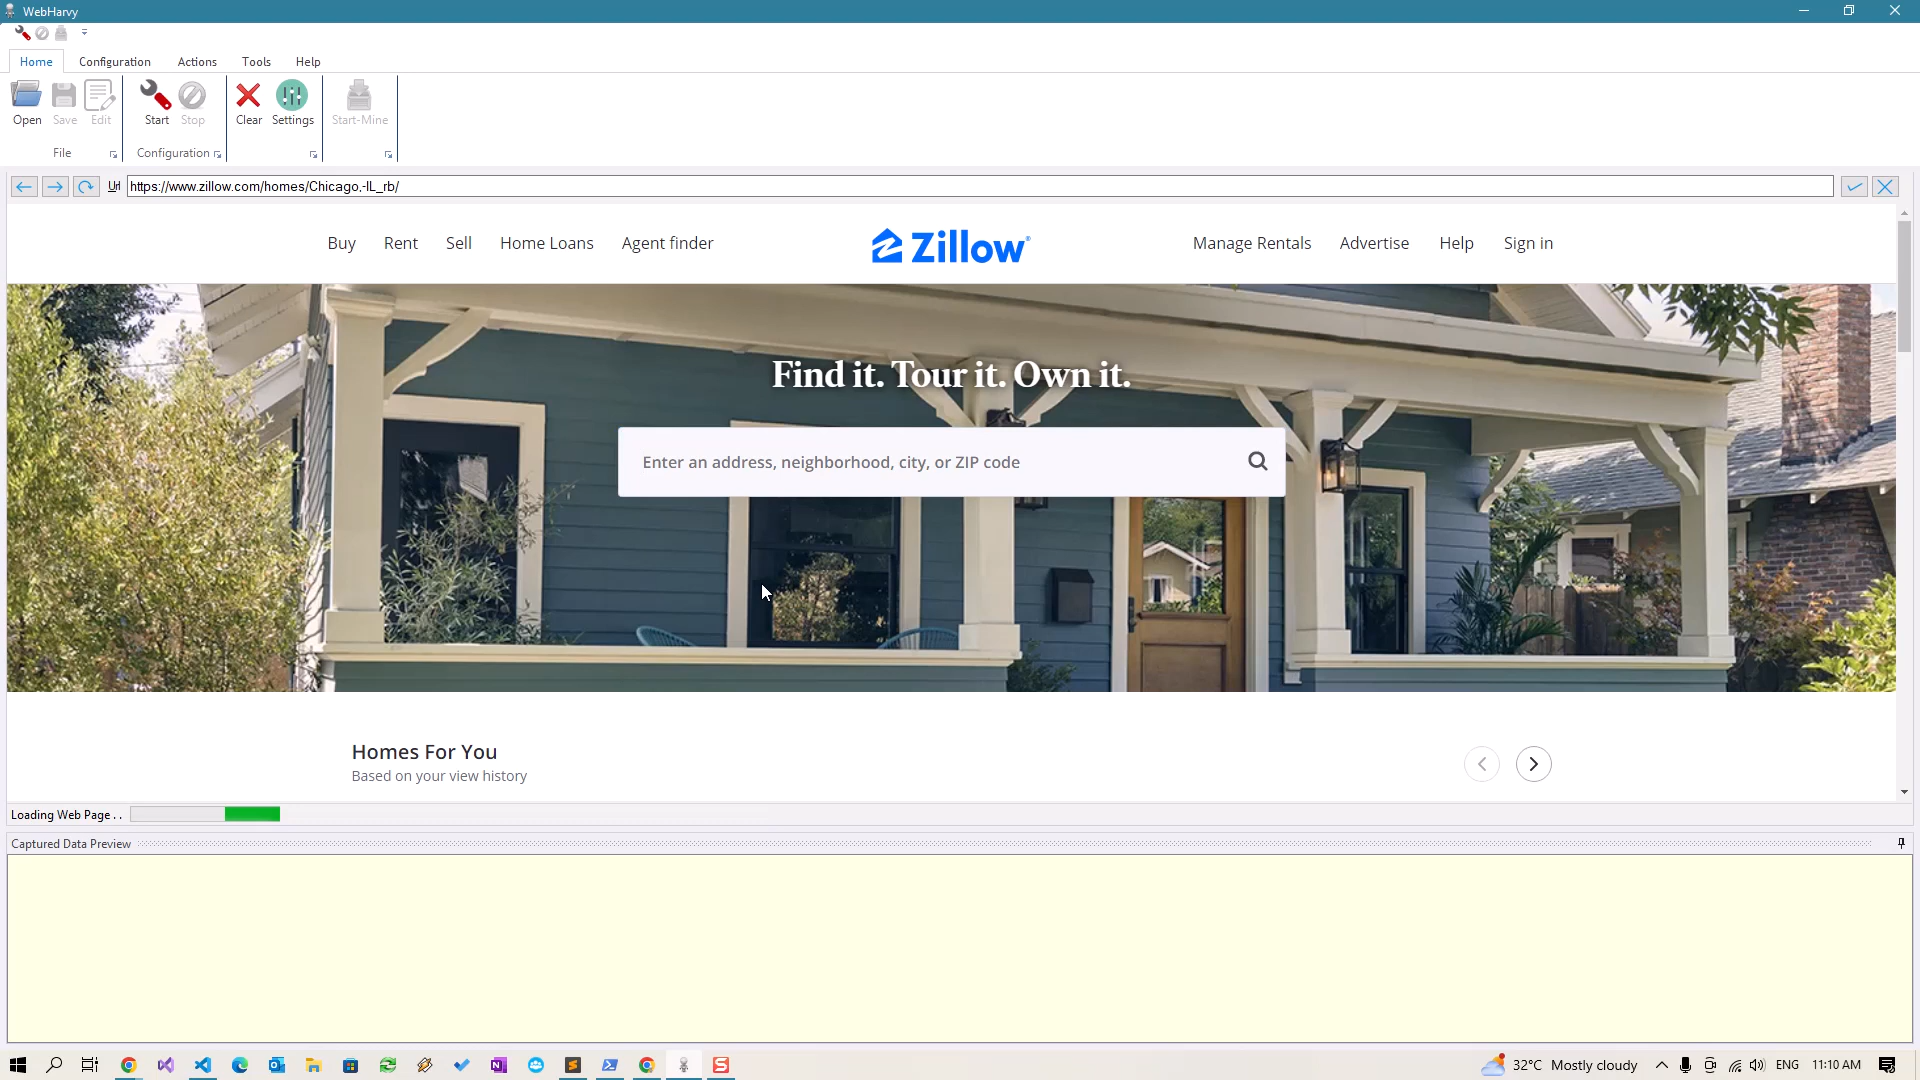 WebHarvy
Home Configuration Actions Tools Help
Open Save Edit Start Stop Clear Settings Start-Mine
File Configuration
Url https://www.zillow.com/homes/Chicago,-IL_rb/
Buy Rent Sell Home Loans Agent finder Zillow Manage Rentals Advertise Help Sign in
Find it. Tour it. Own it.
Enter an address, neighborhood, city, or ZIP code
Homes For You
Based on your view history
Loading Web Page . .
Captured Data Preview
32°C Mostly cloudy ENG 11:10 AM